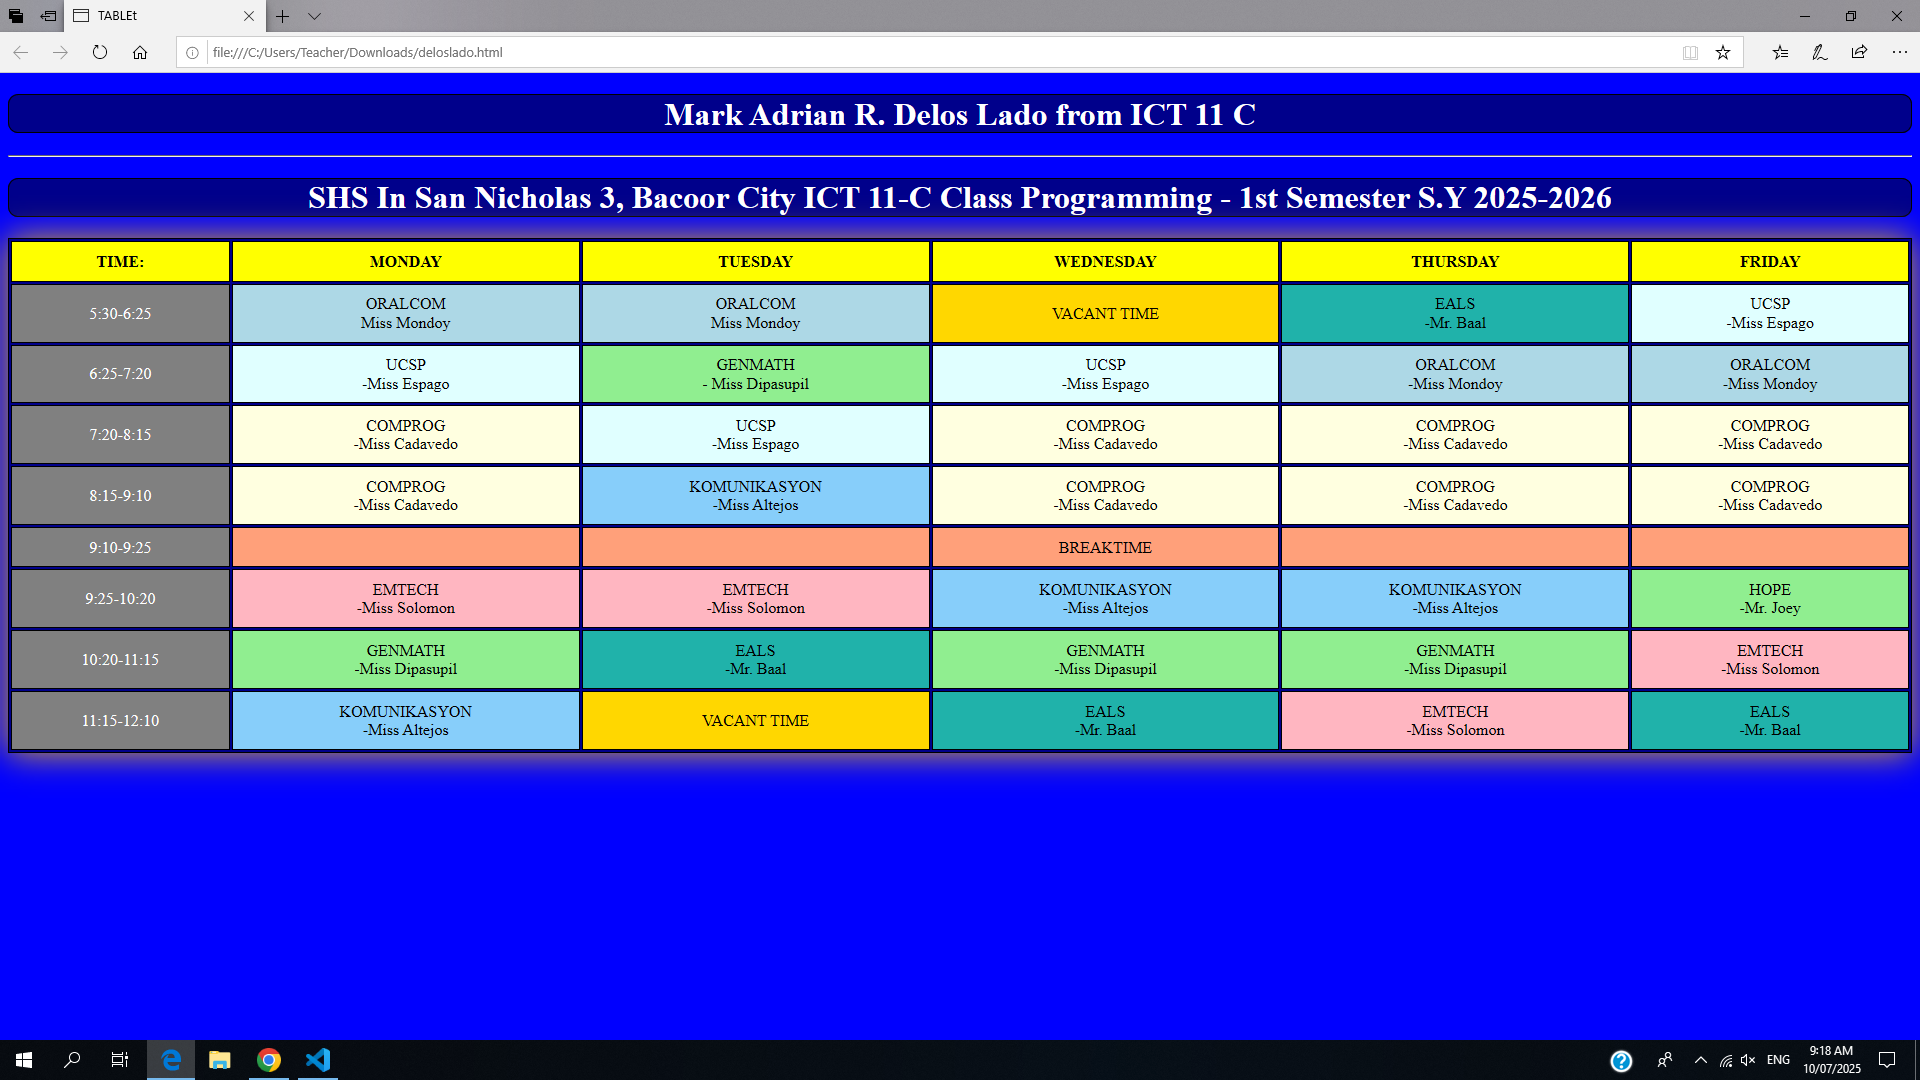 TABLEt
file:///C:/Users/Teacher/Downloads/deloslado.html
Mark Adrian R. Delos Lado from ICT 11 C
SHS In San Nicholas 3, Bacoor City ICT 11-C Class Programming - 1st Semester S.Y 2025-2026
TIME: MONDAY TUESDAY WEDNESDAY THURSDAY FRIDAY
5:30-6:25 ORALCOM ORALCOM VACANT TIME EALS UCSP
Miss Mondoy Miss Mondoy -Mr. Baal -Miss Espago
6:25-7:20 UCSP GENMATH UCSP ORALCOM ORALCOM
-Miss Espago - Miss Dipasupil -Miss Espago -Miss Mondoy -Miss Mondoy
7:20-8:15 COMPROG UCSP COMPROG COMPROG COMPROG
-Miss Cadavedo -Miss Espago -Miss Cadavedo -Miss Cadavedo -Miss Cadavedo
8:15-9:10 COMPROG KOMUNIKASYON COMPROG COMPROG COMPROG
-Miss Cadavedo -Miss Altejos -Miss Cadavedo -Miss Cadavedo -Miss Cadavedo
9:10-9:25 BREAKTIME
9:25-10:20 EMTECH EMTECH KOMUNIKASYON KOMUNIKASYON HOPE
-Miss Solomon -Miss Solomon -Miss Altejos -Miss Altejos -Mr. Joey
10:20-11:15 GENMATH EALS GENMATH GENMATH EMTECH
-Miss Dipasupil -Mr. Baal -Miss Dipasupil -Miss Dipasupil -Miss Solomon
11:15-12:10 KOMUNIKASYON VACANT TIME EALS EMTECH EALS
-Miss Altejos -Mr. Baal -Miss Solomon -Mr. Baal
ENG
9:18 AM
10/07/2025